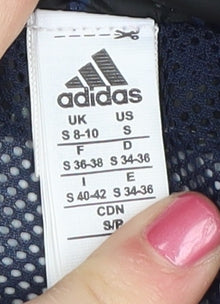 adidas
UK US
S 8-10 S
F D
S 36-38 S 34-36
I E
S 40-42 S 34-36
CDN
S/P